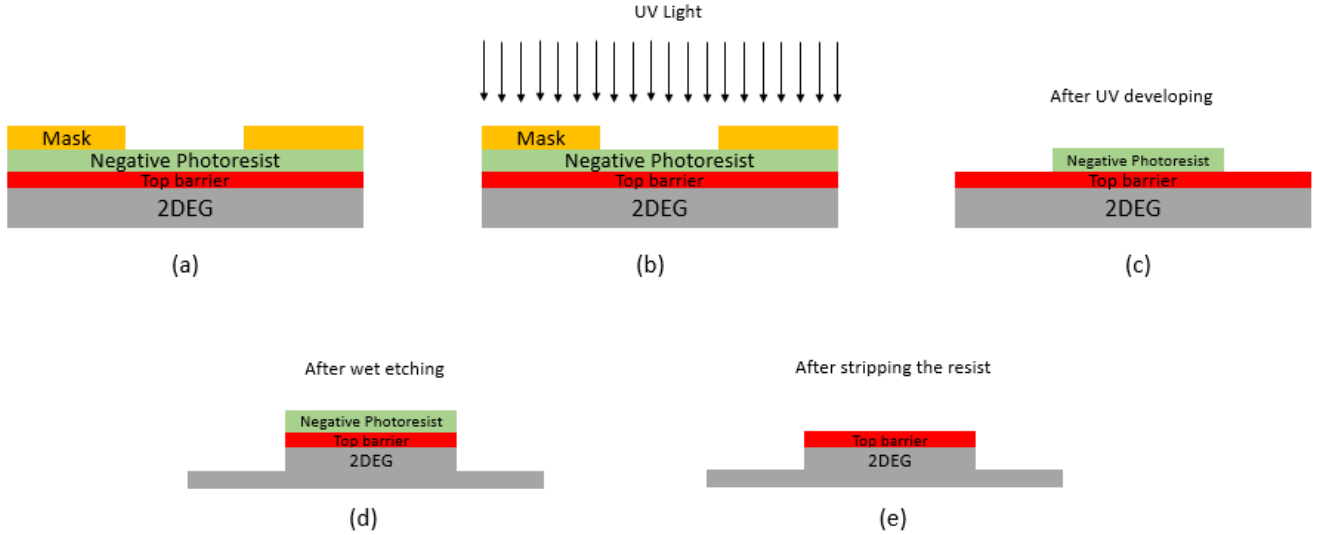 UV Light
Mask
Negative Photoresist
Top barrier
2DEG
(a)
Mask
Negative Photoresist
Top barrier
2DEG
(b)
After UV developing
Negative Photoresist
Top barrier
2DEG
(c)
After wet etching
Negative Photoresist
Top barrier
2DEG
(d)
After stripping the resist
Top barrier
2DEG
(e)